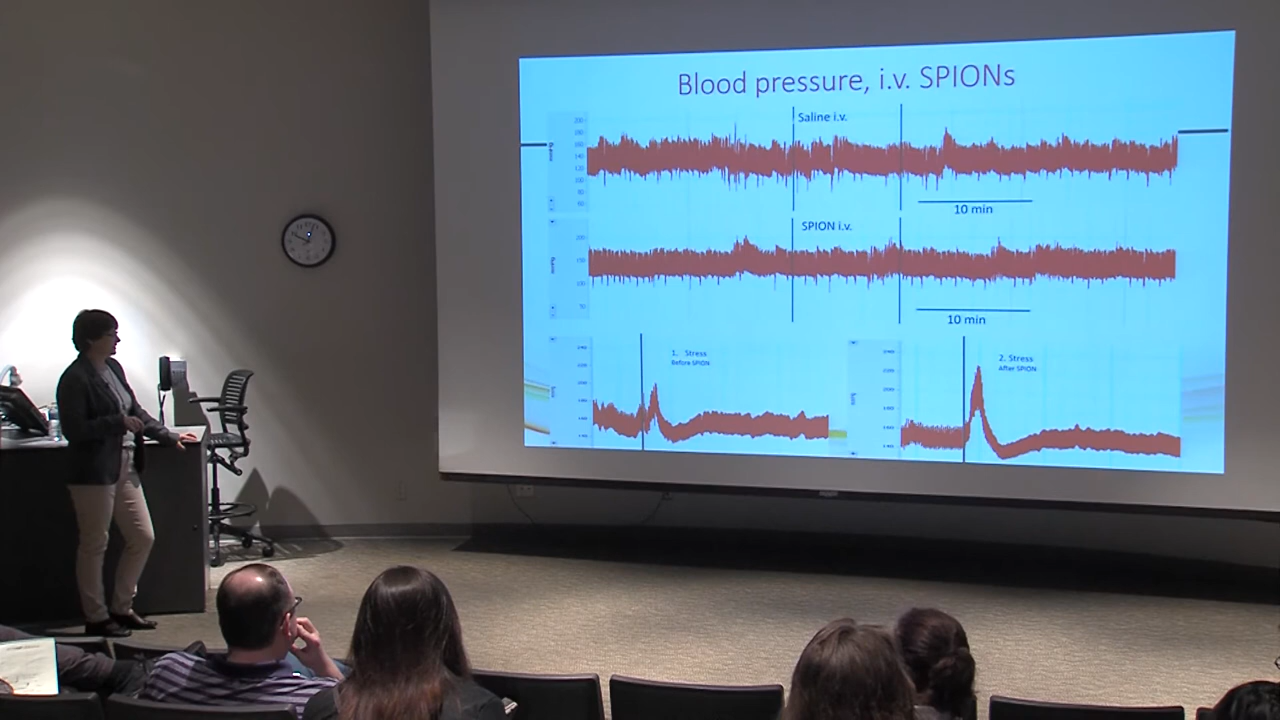 Blood pressure, i.v. SPIONs
Saline i.v.
10 min
SPION i.v.
10 min
1. Stress
Before SPION
2. Stress
After SPION